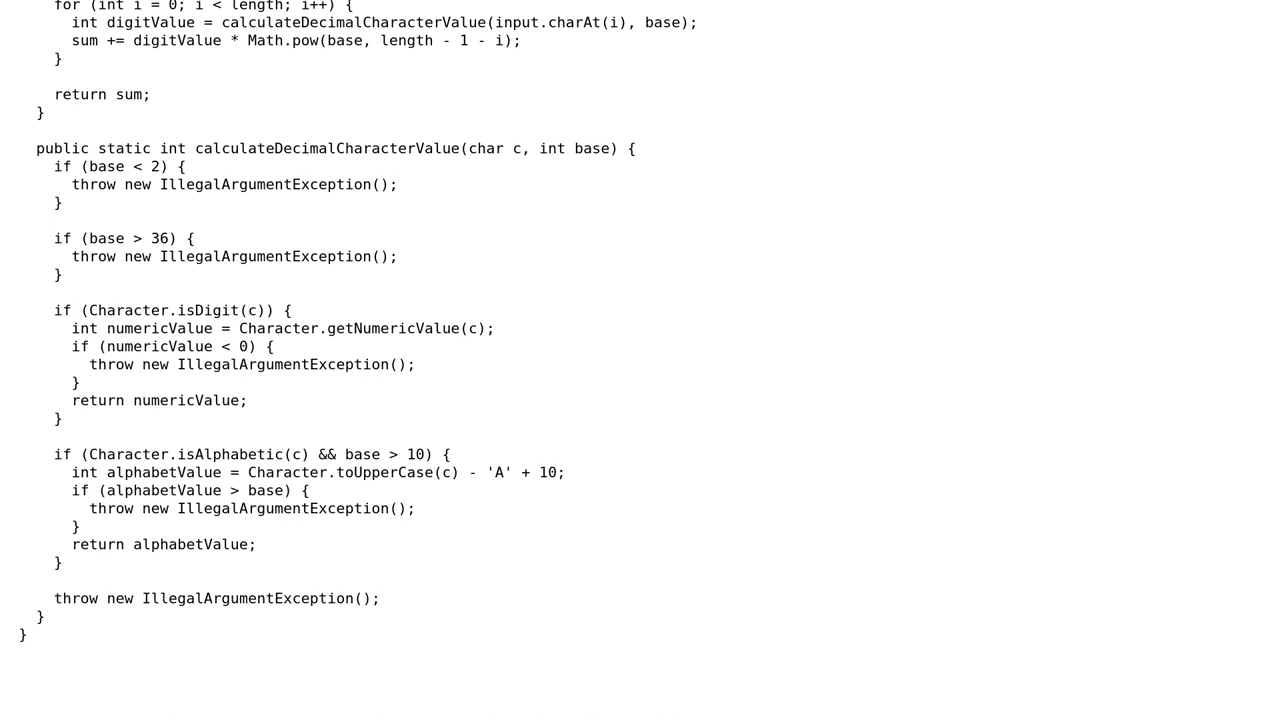 for (int i = 0; i < length; i++) {
int digitValue = calculateDecimalCharacterValue(input.charAt(i), base);
sum += digitValue * Math.pow(base, length - 1 - i);
}
return sum;
}
public static int calculateDecimalCharacterValue(char c, int base) {
if (base < 2) {
throw new IllegalArgumentException();
}
if (base > 36) {
throw new IllegalArgumentException();
}
if (Character.isDigit(c)) {
int numericValue = Character.getNumericValue(c);
if (numericValue < 0) {
throw new IllegalArgumentException();
}
return numericValue;
}
if (Character.isAlphabetic(c) && base > 10) {
int alphabetValue = Character.toUpperCase(c) - 'A' + 10;
if (alphabetValue > base) {
throw new IllegalArgumentException();
}
return alphabetValue;
}
throw new IllegalArgumentException();
}
}